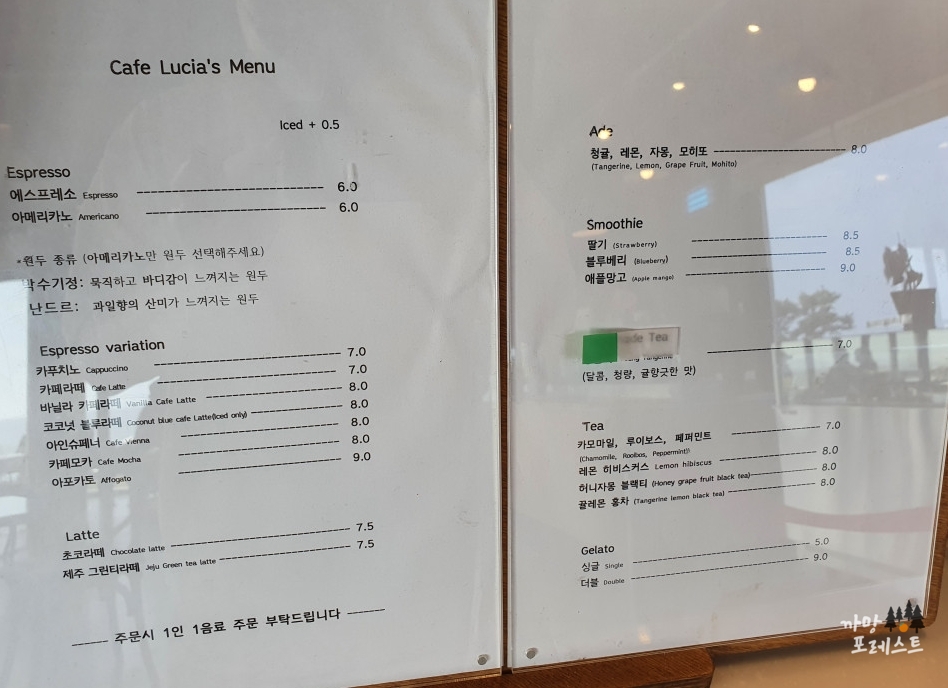 Cafe Lucia's Menu
Iced + 0.5
Espresso
에스프레소 Espresso 6.0
아메리카노 Americano 6.0
*원두 종류 (아메리카노만 원두 선택해주세요)
박수기정: 묵직하고 바디감이 느껴지는 원두
난드르: 과일향의 산미가 느껴지는 원두
Espresso variation
카푸치노 Cappuccino 7.0
카페라떼 Cafe Latte 7.0
바닐라 카페라떼 Vanilla Cafe Latte 8.0
코코넛 블루라떼 Coconut blue cafe Latte(Iced only) 8.0
아인슈페너 Cafe Vienna 8.0
카페모카 Cafe Mocha 8.0
아포카토 Affogato 9.0
Latte
초코라떼 Chocolate latte 7.5
제주 그린티라떼 Jeju Green tea latte 7.5
주문시 1인 1음료 주문 부탁드립니다
Ade
청귤, 레몬, 자몽, 모히또 8.0
(Tangerine, Lemon, Grape Fruit, Mohito)
Smoothie
딸기 (Strawberry) 8.5
블루베리 (Blueberry) 8.5
애플망고 (Apple mango) 9.0
Tea
7.0
(달콤, 청량, 귤향긋한 맛)
Tea
카모마일, 루이보스, 페퍼민트 7.0
(Chamomile, Rooibos, Peppermint)
레몬 히비스커스 Lemon hibiscus 8.0
허니자몽 블랙티 (Honey grape fruit black tea) 8.0
귤레몬 홍차 (Tangerine lemon black tea) 8.0
Gelato
싱글 Single 5.0
더블 Double 9.0
까망
포레스트